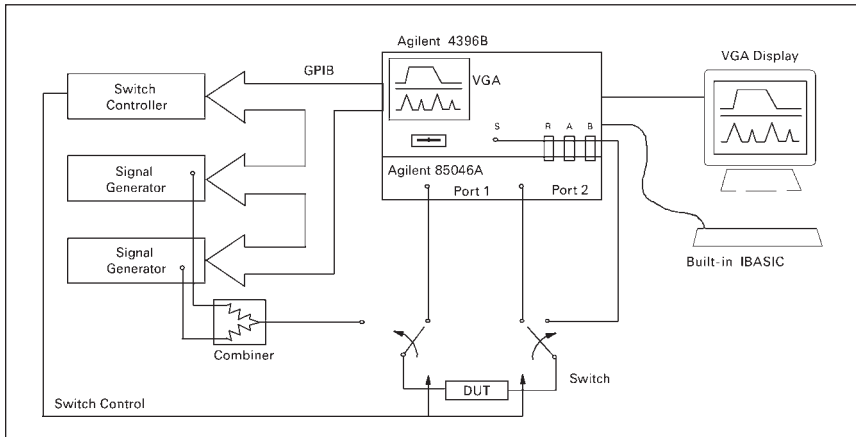 Agilent 4396B
VGA Display
GPIB
VGA
Switch
Controller
S
R
A
B
Signal
Generator
Agilent 85046A
Port 1
Port 2
Signal
Generator
Built-in IBASIC
Combiner
DUT
Switch
Switch Control